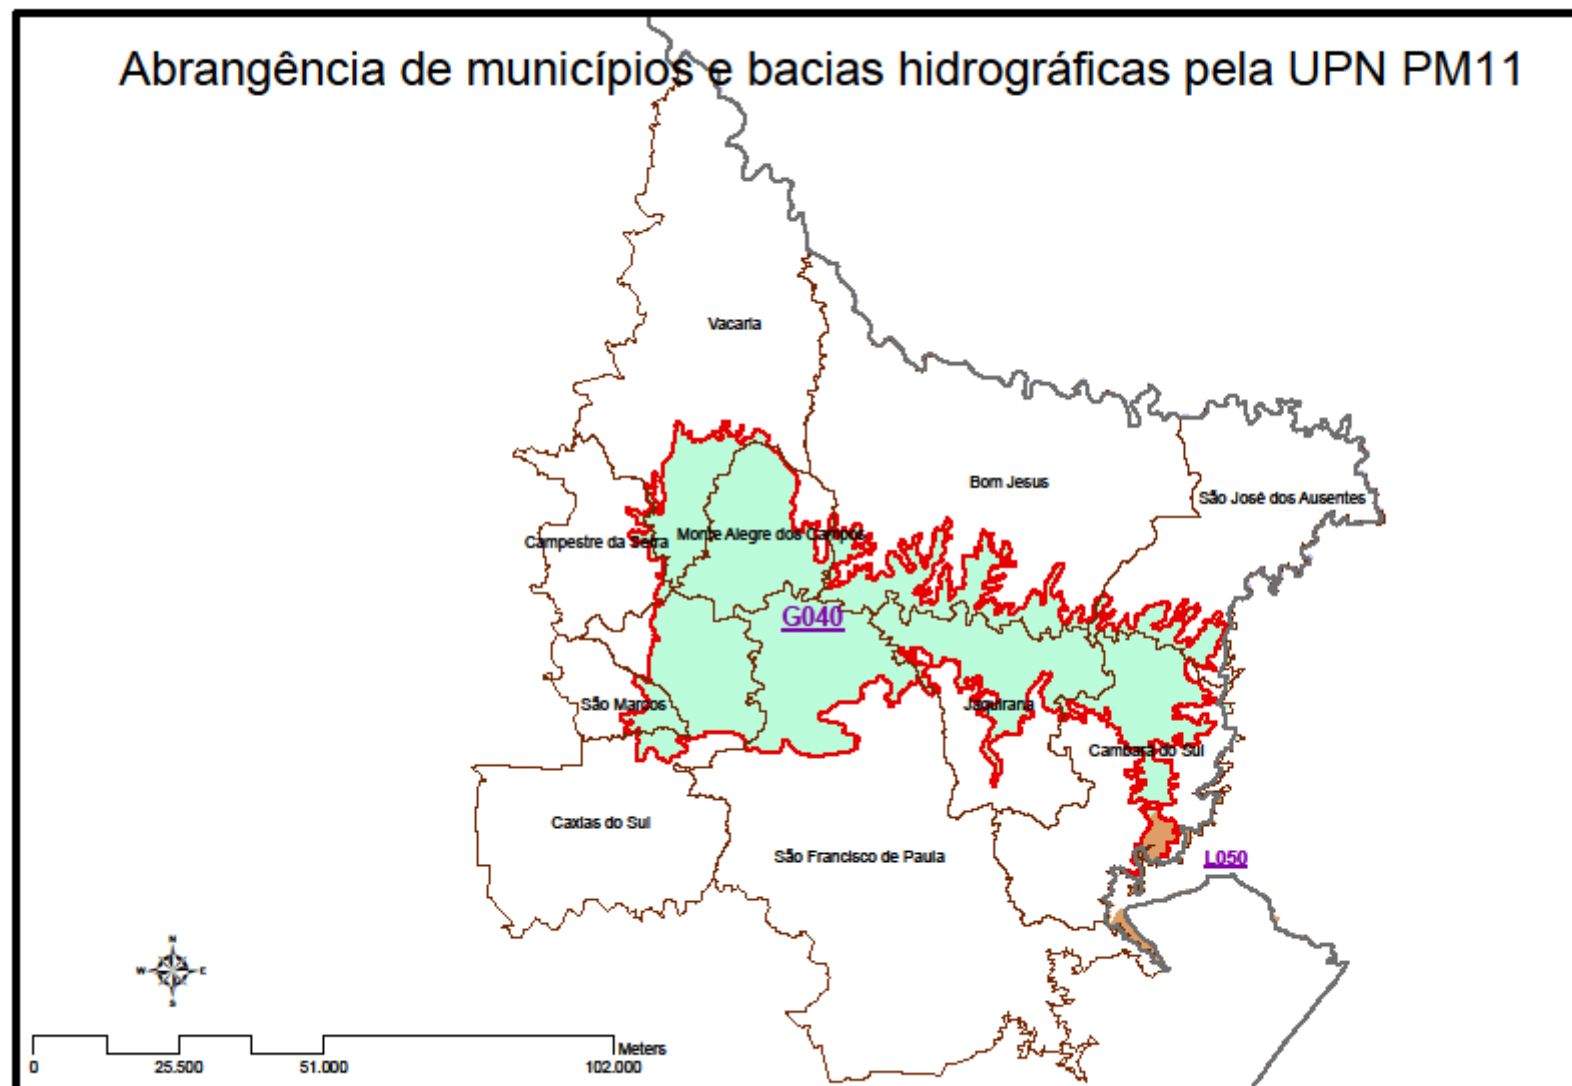 Abrangência de municípios e bacias hidrográficas pela UPN PM11
Vacaria
Bom Jesus
São José dos Ausentes
Monte Alegre dos Campos
Campestre da Serra
G040
São Marcos
Jaquirana
Cambará do Sul
Caxias do Sul
São Francisco de Paula
L050
N
W E
S
Meters
0 25.500 51.000 102.000